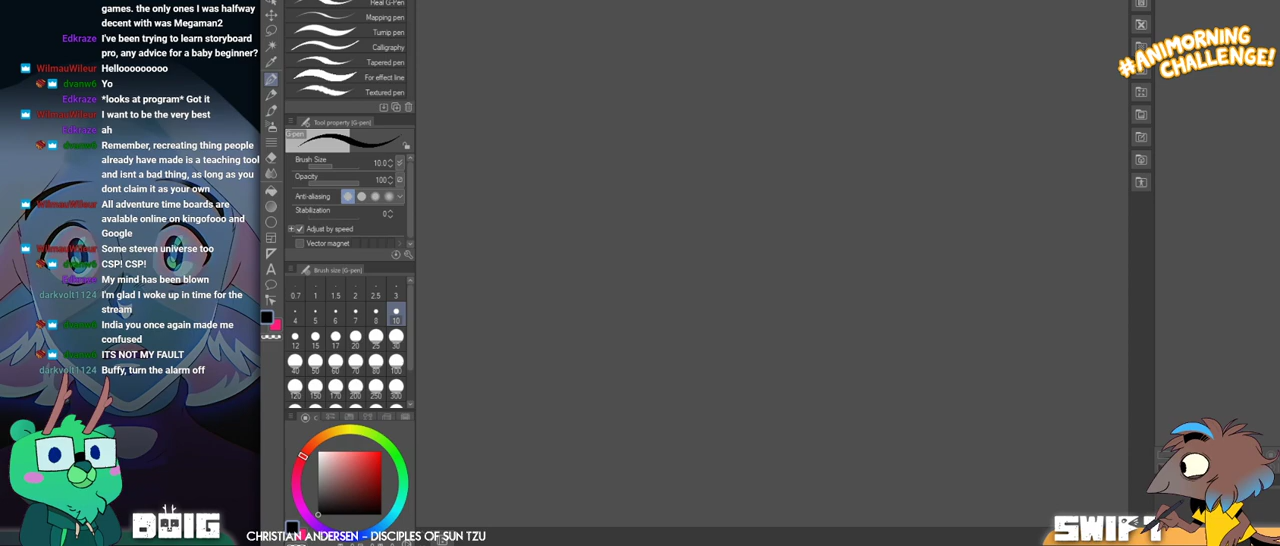 games. the only ones I was halfway
decent with was Megaman2
Edkraze I've been trying to learn storyboard
pro, any advice for a baby beginner?
WilmauWileur Hellooooooooo
dvanw6 Yo
Edkraze *looks at program* Got it
WilmauWileur I want to be the very best
Edkraze ah
dvanw6 Remember, recreating thing people
already have made is a teaching tool
and isnt a bad thing, as long as you
dont claim it as your own
WilmauWileur All adventure time boards are
avalable online on kingofooo and
Google
WilmauWileur Some steven universe too
dvanw6 CSP! CSP!
Edkraze My mind has been blown
darkvolt1124 I'm glad I woke up in time for the
stream
dvanw6 India you once again made me
confused
dvanw6 ITS NOT MY FAULT
darkvolt1124 Buffy, turn the alarm off
Real G-Pen
Mapping pen
Turnip pen
Calligraphy
Tapered pen
For effect line
Textured pen
Tool property [G-pen]
G-pen
Brush Size 10.0
Opacity 100
Anti-aliasing
Stabilization 0
Adjust by speed
Vector magnet
Brush size [G-pen]
0.7 1 1.5 2 2.5 3
4 5 6 7 8 10
12 15 17 20 25 30
40 50 60 70 80 100
120 150 170 200 250 300
#ANIMORNING
CHALLENGE!
DOIG
CHRISTIAN ANDERSEN – DISCIPLES OF SUN TZU
SWIFT